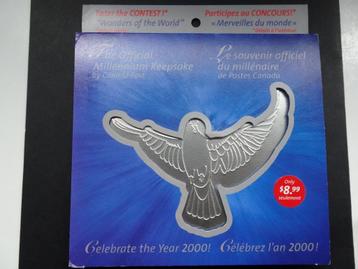 Enter the CONTEST!*
"Wonders of the World"
Participez au CONCOURS!*
« Merveilles du monde »
*Détails à l'intérieur
The Official
Millennium Keepsake
by Canada Post
Le souvenir officiel
du millénaire
de Postes Canada
Only
$8.99
seulement
Celebrate the Year 2000!
Célébrez l'an 2000!